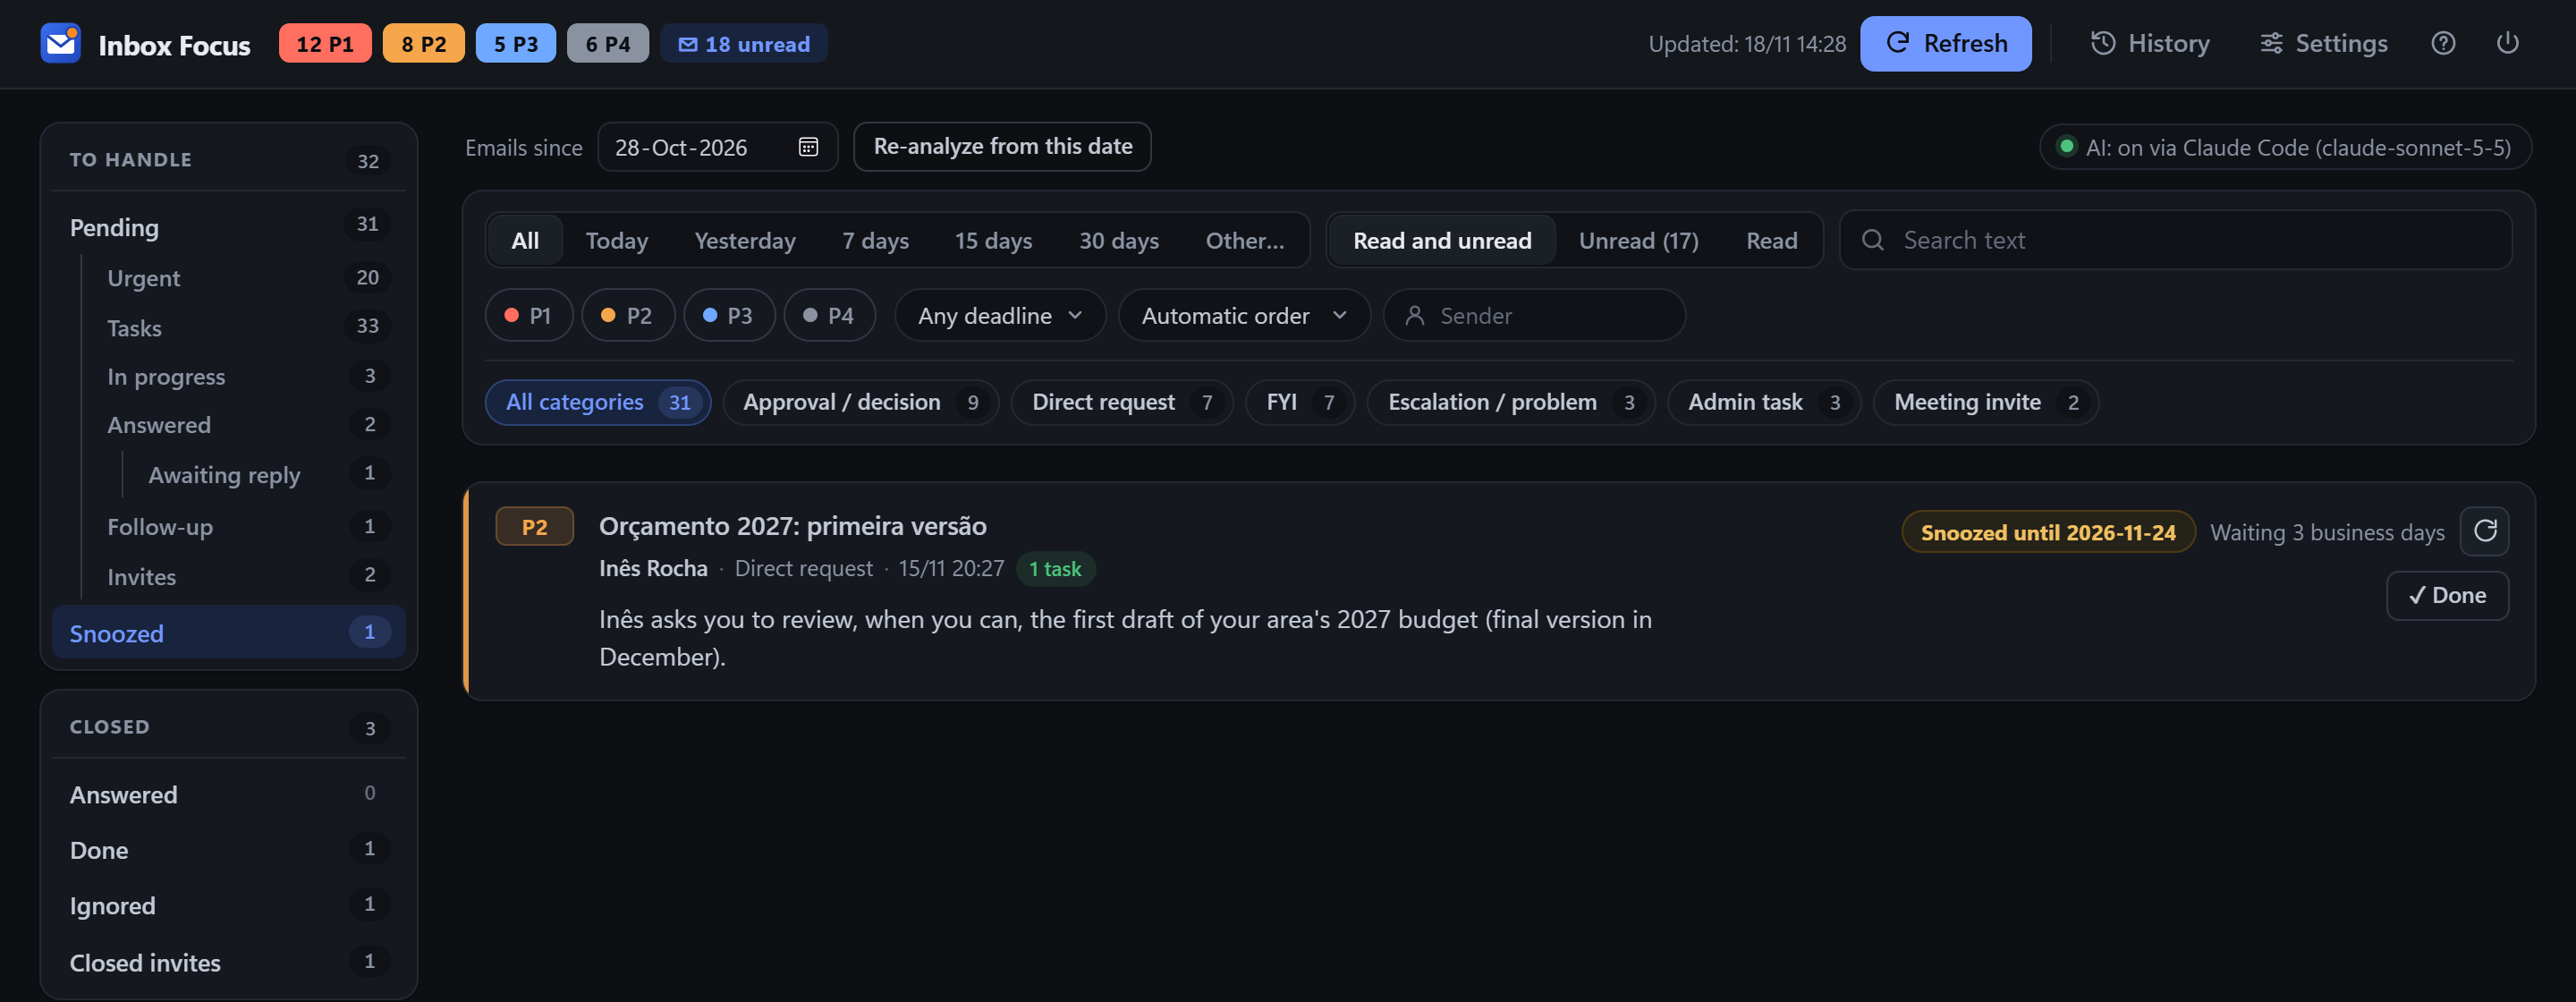 Inbox Focus 12 P1 8 P2 5 P3 6 P4 18 unread Updated: 18/11 14:28 Refresh History Settings
TO HANDLE 32
Pending 31
Urgent 20
Tasks 33
In progress 3
Answered 2
Awaiting reply 1
Follow-up 1
Invites 2
Snoozed 1
CLOSED 3
Answered 0
Done 1
Ignored 1
Closed invites 1
Emails since 28-Oct-2026 Re-analyze from this date AI: on via Claude Code (claude-sonnet-5-5)
All Today Yesterday 7 days 15 days 30 days Other... Read and unread Unread (17) Read Search text
P1 P2 P3 P4 Any deadline Automatic order Sender
All categories 31 Approval / decision 9 Direct request 7 FYI 7 Escalation / problem 3 Admin task 3 Meeting invite 2
P2 Orçamento 2027: primeira versão Snoozed until 2026-11-24 Waiting 3 business days
Inês Rocha · Direct request · 15/11 20:27 1 task
✓ Done
Inês asks you to review, when you can, the first draft of your area's 2027 budget (final version in
December).